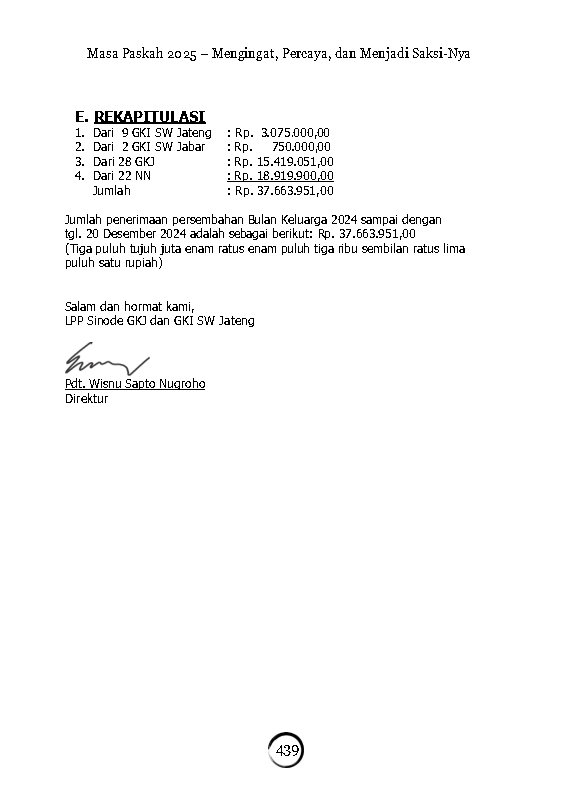 Masa Paskah 2025 – Mengingat, Percaya, dan Menjadi Saksi-Nya
E. REKAPITULASI
1. Dari 9 GKI SW Jateng : Rp. 3.075.000,00
2. Dari 2 GKI SW Jabar : Rp. 750.000,00
3. Dari 28 GKJ : Rp. 15.419.051,00
4. Dari 22 NN : Rp. 18.919.900,00
Jumlah : Rp. 37.663.951,00
Jumlah penerimaan persembahan Bulan Keluarga 2024 sampai dengan
tgl. 20 Desember 2024 adalah sebagai berikut: Rp. 37.663.951,00
(Tiga puluh tujuh juta enam ratus enam puluh tiga ribu sembilan ratus lima
puluh satu rupiah)
Salam dan hormat kami,
LPP Sinode GKJ dan GKI SW Jateng
Pdt. Wisnu Sapto Nugroho
Direktur
439